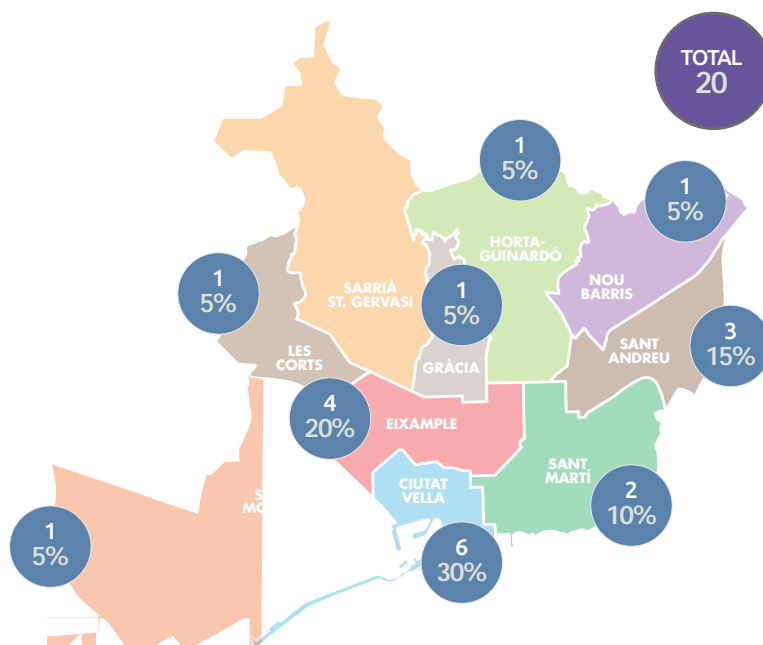 TOTAL
20
1
5%
1
5%
HORTA-
GUINARDÓ
1
5%
SARRIÀ
ST. GERVASI
1
5%
NOU
BARRIS
3
15%
SANT
ANDREU
LES
CORTS
GRÀCIA
4
20%
EIXAMPLE
CIUTAT
VELLA
SANT
MARTÍ
2
10%
1
5%
6
30%